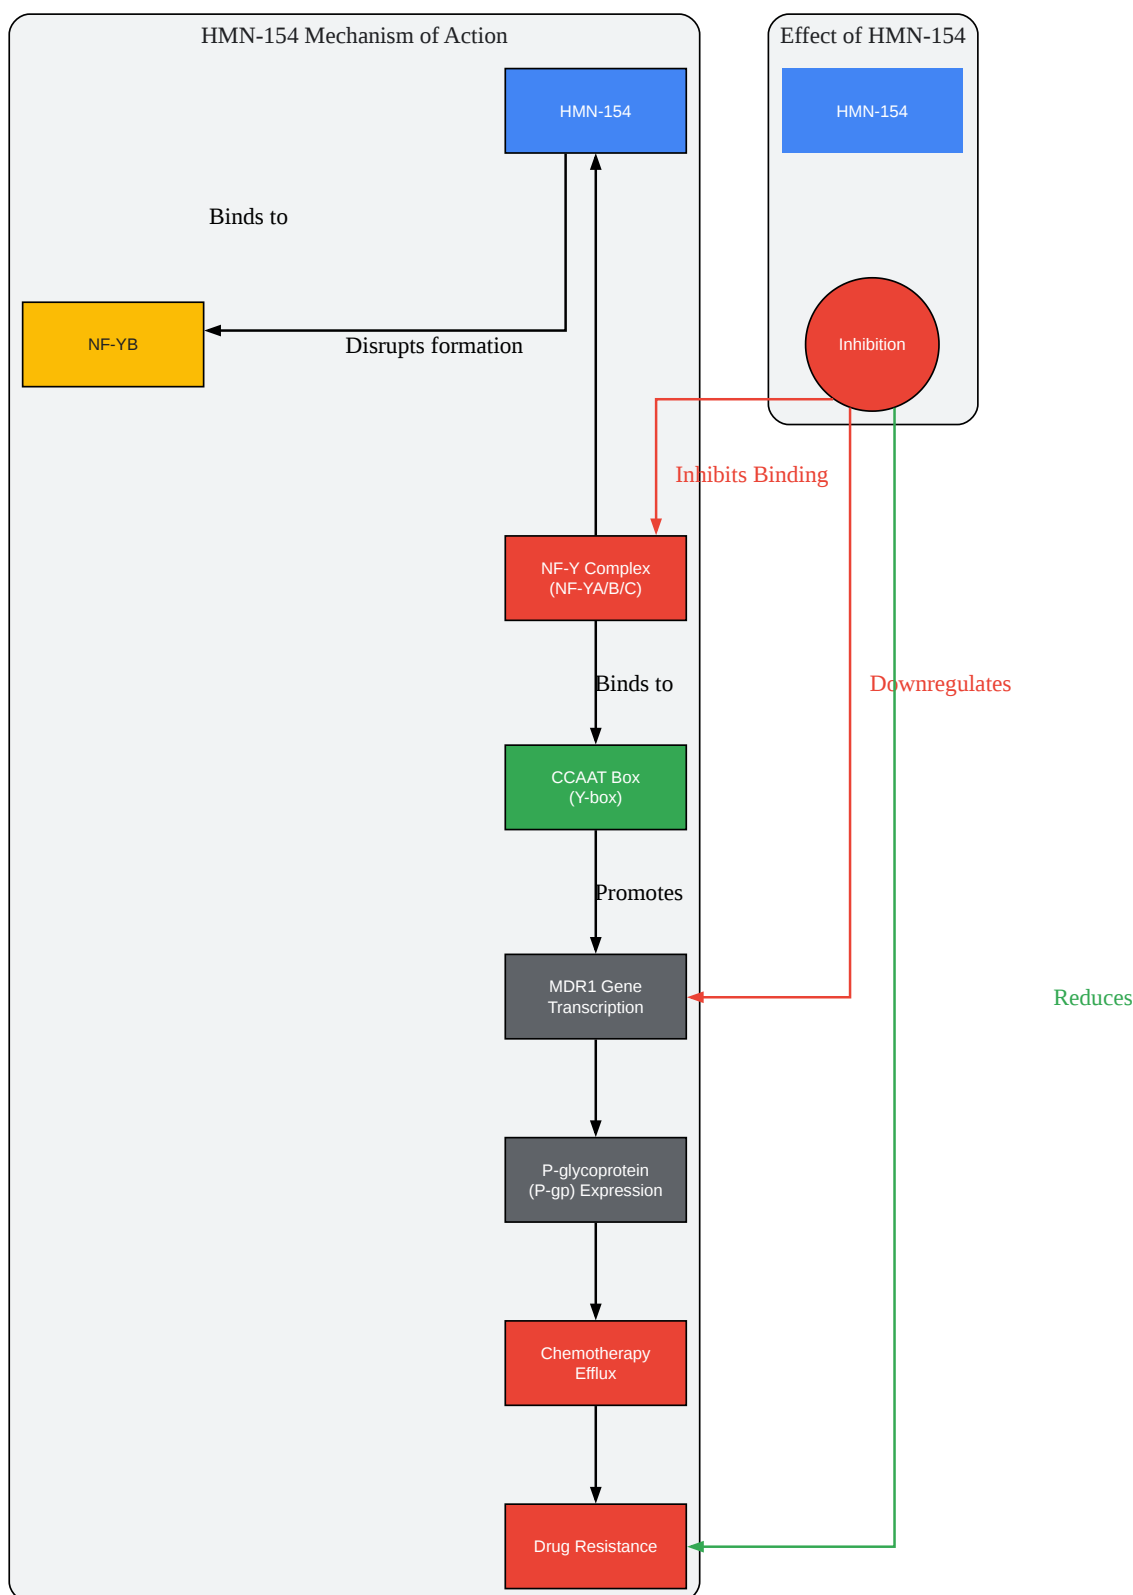 HMN-154 Mechanism of Action
Effect of HMN-154
HMN-154
HMN-154
Binds to
NF-YB
Disrupts formation
Inhibition
Inhibits Binding
NF-Y Complex
(NF-YA/B/C)
Binds to
Downregulates
CCAAT Box
(Y-box)
Promotes
MDR1 Gene
Transcription
Reduces
P-glycoprotein
(P-gp) Expression
Chemotherapy
Efflux
Drug Resistance